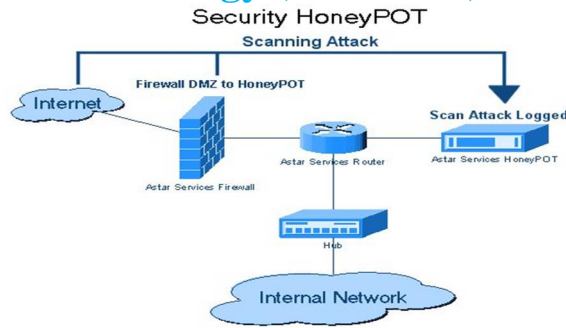 Security HoneyPOT
Scanning Attack
Firewall DMZ to HoneyPOT
Internet
Scan Attack Logged
Astar Services Router
Astar Services HoneyPOT
Astar Services Firewall
Hub
Internal Network